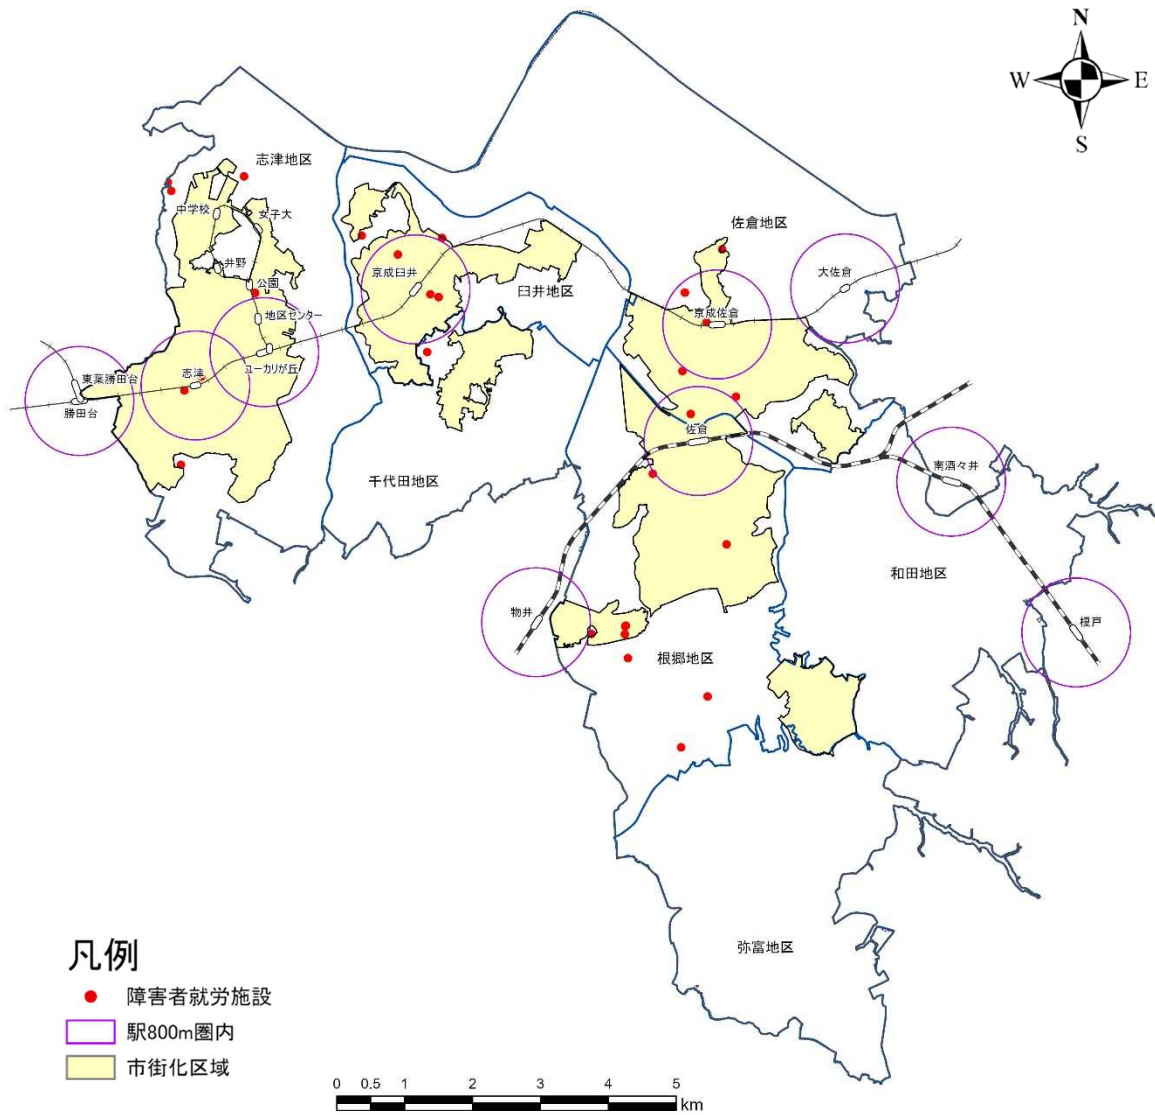 N
W
E
S
志津地区
中学校
女子大
井野
公園
地区センター
ユーカリが丘
東葉勝田台
勝田台
志津
京成臼井
臼井地区
千代田地区
佐倉地区
大佐倉
京成佐倉
佐倉
南酒々井
和田地区
榎戸
物井
根郷地区
弥富地区
凡例
障害者就労施設
駅800m圏内
市街化区域
0 0.5 1 2 3 4 5
km